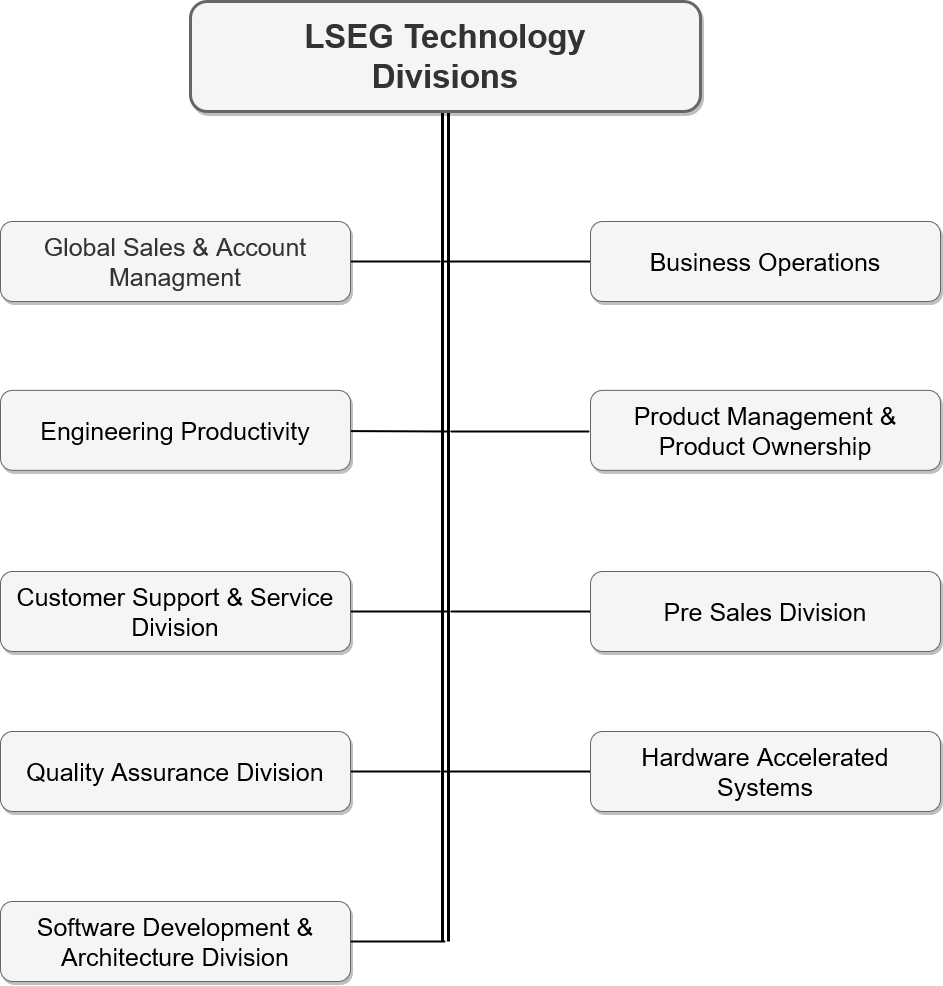 LSEG Technology
Divisions
Global Sales & Account
Managment
Business Operations
Engineering Productivity
Product Management &
Product Ownership
Customer Support & Service
Division
Pre Sales Division
Quality Assurance Division
Hardware Accelerated
Systems
Software Development &
Architecture Division